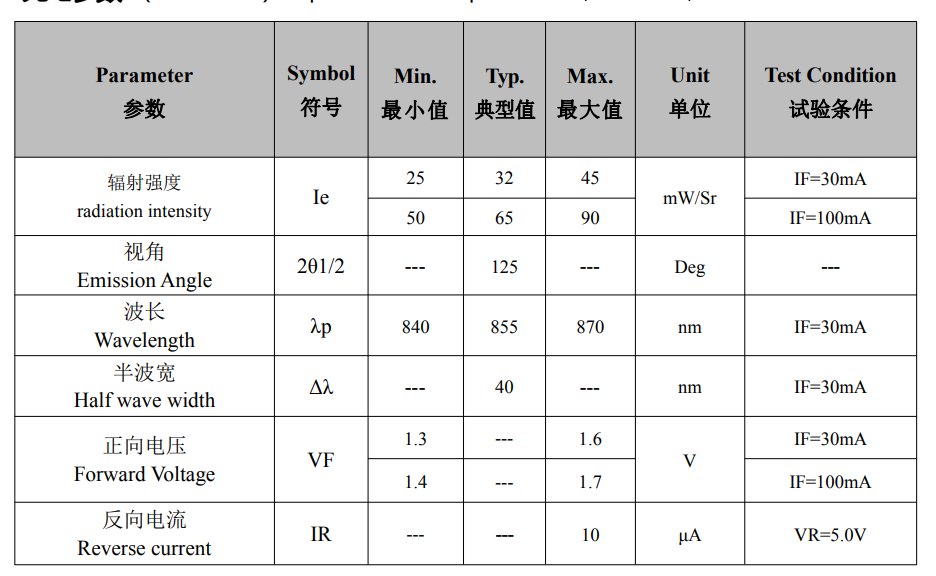 Parameter Symbol Min. Typ. Max. Unit Test Condition
参数 符号 最小值 典型值 最大值 单位 试验条件
辐射强度
radiation intensity
Ie
25 32 45
mW/Sr
IF=30mA
50 65 90
IF=100mA
视角
Emission Angle
2θ1/2 --- 125 --- Deg ---
波长
Wavelength
λp 840 855 870 nm IF=30mA
半波宽
Half wave width
Δλ --- 40 --- nm IF=30mA
正向电压
Forward Voltage
VF
1.3 --- 1.6
V
IF=30mA
1.4 --- 1.7
IF=100mA
反向电流
Reverse current
IR --- --- 10 μA VR=5.0V